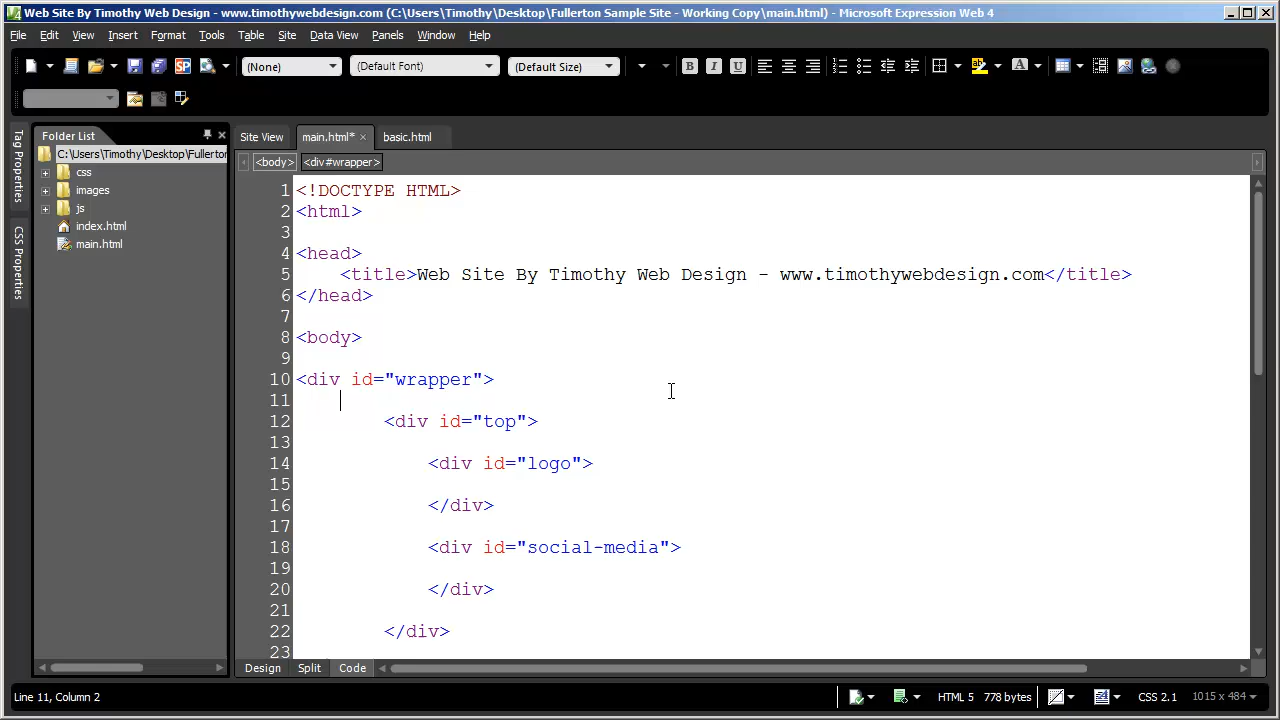 Web Site By Timothy Web Design - www.timothywebdesign.com (C:\Users\Timothy\Desktop\Fullerton Sample Site - Working Copy\main.html) - Microsoft Expression Web 4
File Edit View Insert Format Tools Table Site Data View Panels Window Help
(None) (Default Font) (Default Size) B I U ab A
Tag Properties
CSS Properties
Folder List
C:\Users\Timothy\Desktop\Fullerton
css
images
js
index.html
main.html
Site View main.html* basic.html
<body> <div#wrapper>
1 <!DOCTYPE HTML>
2 <html>
3
4 <head>
5 <title>Web Site By Timothy Web Design - www.timothywebdesign.com</title>
6 </head>
7
8 <body>
9
10 <div id="wrapper">
11
12 <div id="top">
13
14 <div id="logo">
15
16 </div>
17
18 <div id="social-media">
19
20 </div>
21
22 </div>
23
Design Split Code
Line 11, Column 2 HTML 5 778 bytes CSS 2.1 1015 x 484